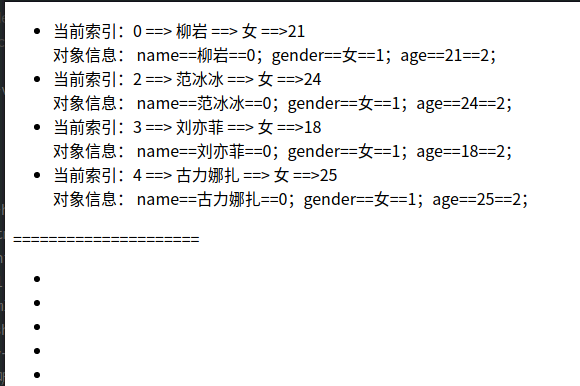 当前索引：0 ==> 柳岩 ==> 女 ==>21
对象信息： name==柳岩==0；gender==女==1；age==21==2；
当前索引：2 ==> 范冰冰 ==> 女 ==>24
对象信息： name==范冰冰==0；gender==女==1；age==24==2；
当前索引：3 ==> 刘亦菲 ==> 女 ==>18
对象信息： name==刘亦菲==0；gender==女==1；age==18==2；
当前索引：4 ==> 古力娜扎 ==> 女 ==>25
对象信息： name==古力娜扎==0；gender==女==1；age==25==2；
=====================